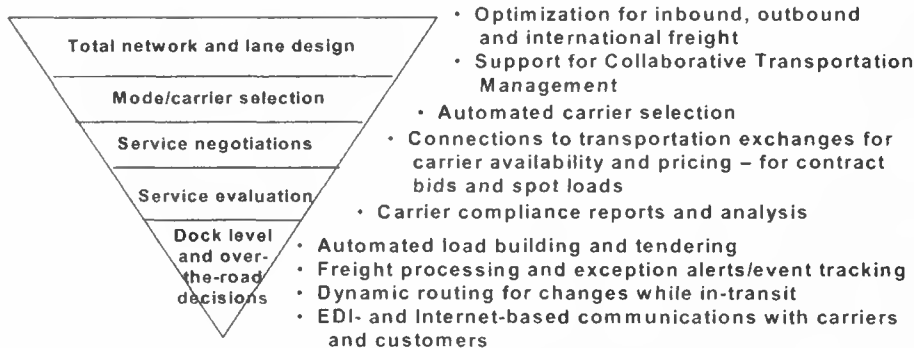 Total network and lane design
Mode/carrier selection
Service negotiations
Service evaluation
Dock level
and over-
the-road
decisions
• Optimization for inbound, outbound
and international freight
• Support for Collaborative Transportation
Management
• Automated carrier selection
• Connections to transportation exchanges for
carrier availability and pricing – for contract
bids and spot loads
• Carrier compliance reports and analysis
• Automated load building and tendering
• Freight processing and exception alerts/event tracking
• Dynamic routing for changes while in-transit
• EDI- and Internet-based communications with carriers
and customers